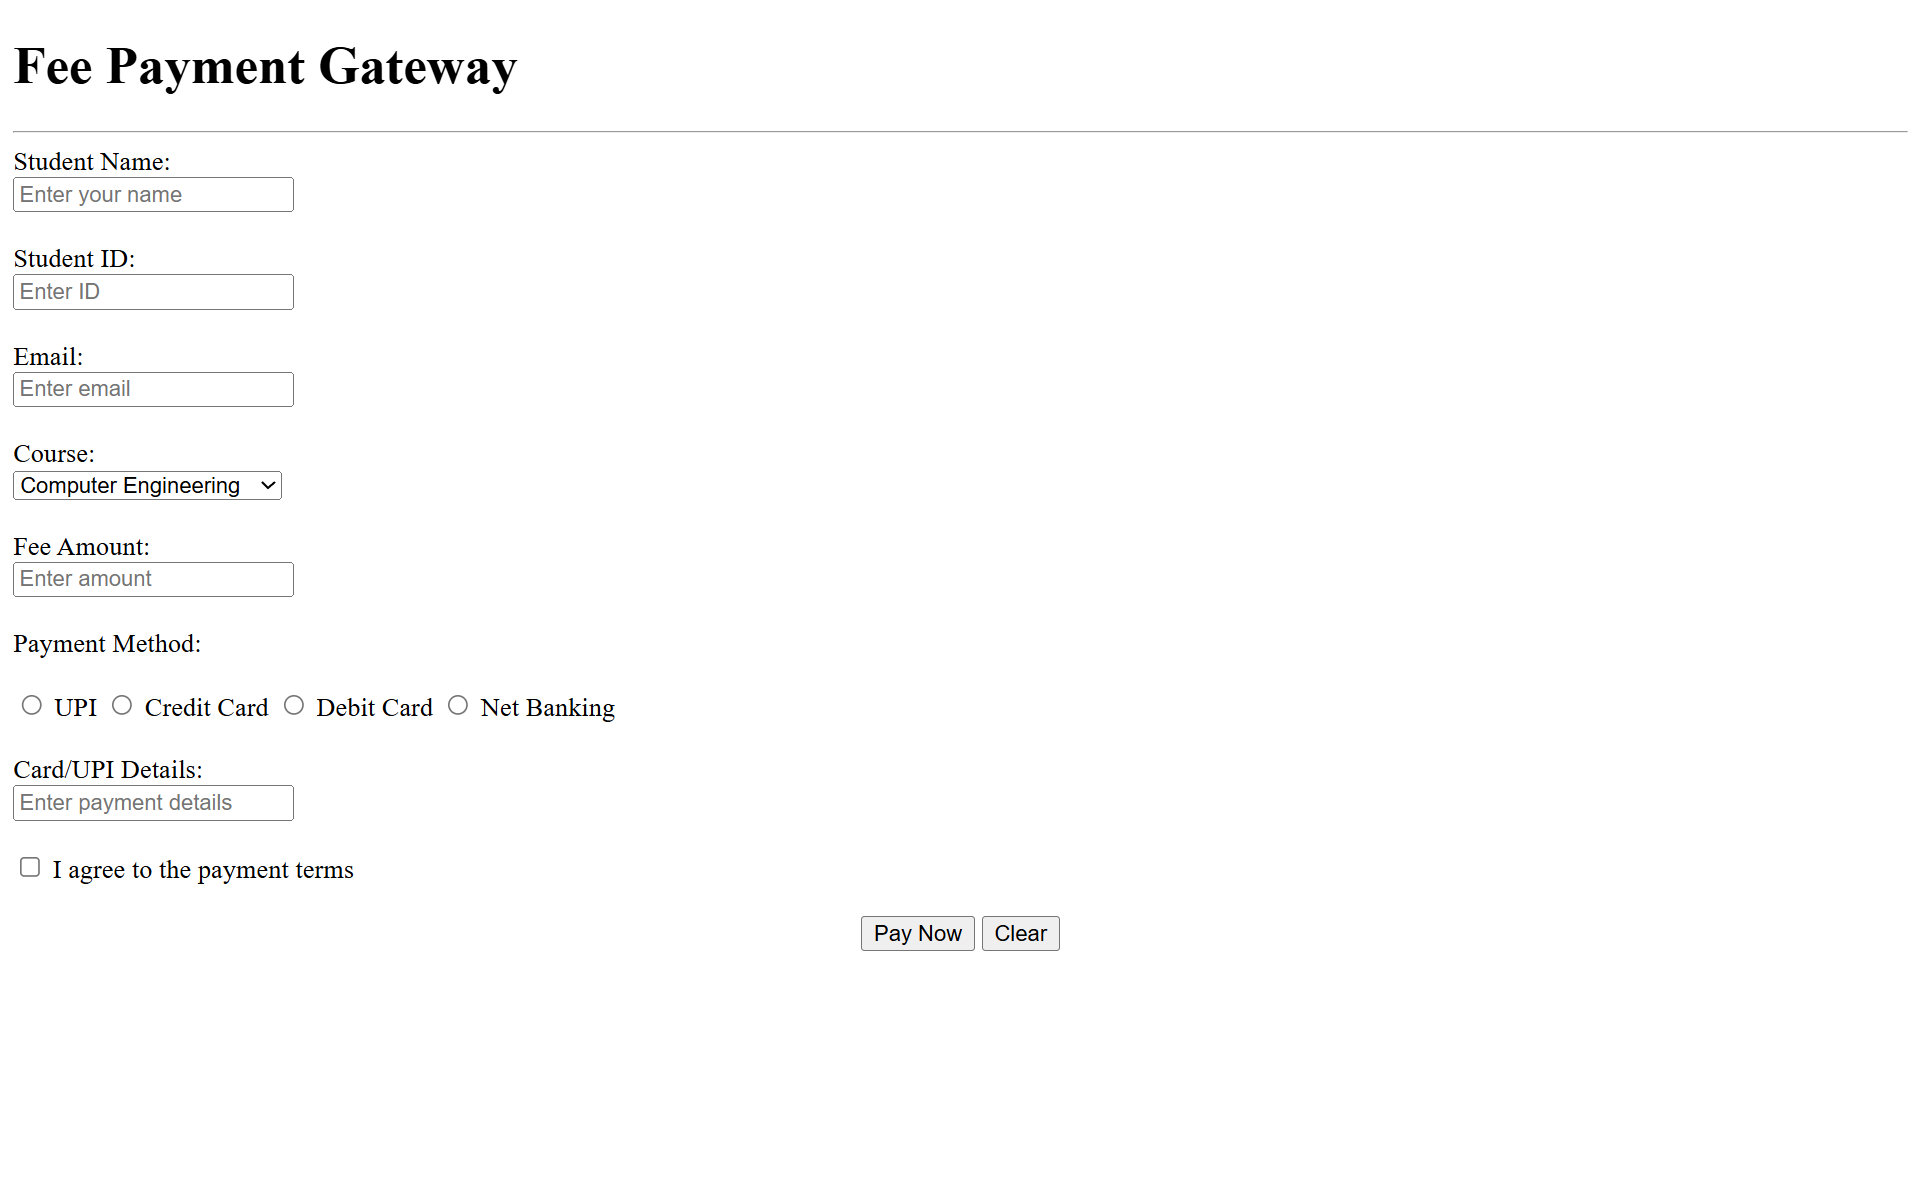 Fee Payment Gateway
Student Name:
Enter your name
Student ID:
Enter ID
Email:
Enter email
Course:
Computer Engineering
Fee Amount:
Enter amount
Payment Method:
UPI Credit Card Debit Card Net Banking
Card/UPI Details:
Enter payment details
I agree to the payment terms
Pay Now Clear